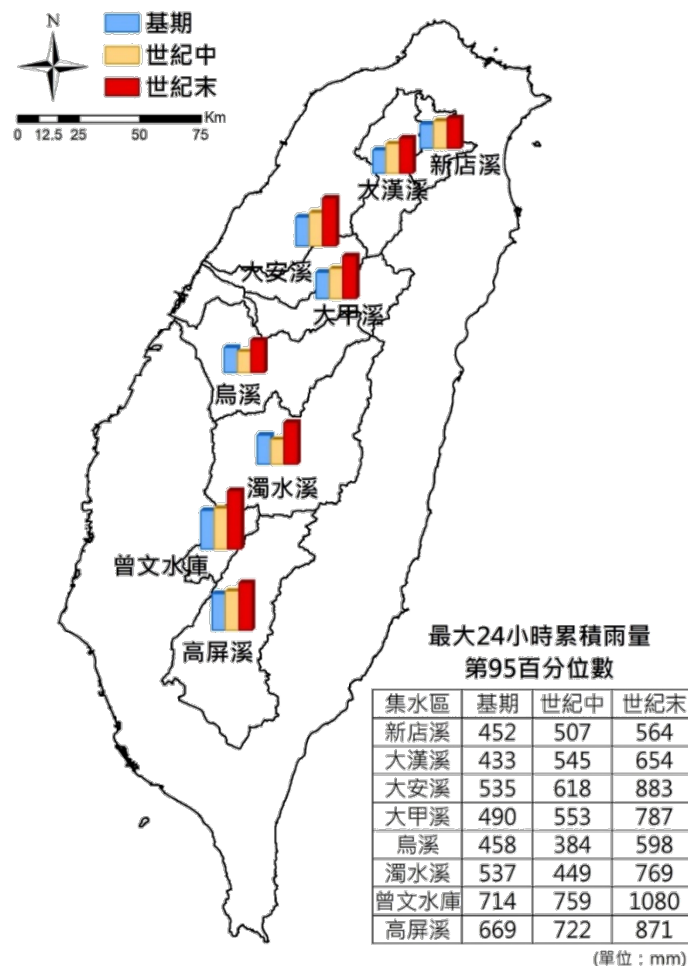 N
基期
世紀中
世紀末
Km
0 12.5 25 50 75
新店溪
大漢溪
大安溪
大甲溪
烏溪
濁水溪
曾文水庫
高屏溪
最大24小時累積雨量
第95百分位數
集水區 基期 世紀中 世紀末
新店溪 452 507 564
大漢溪 433 545 654
大安溪 535 618 883
大甲溪 490 553 787
烏溪 458 384 598
濁水溪 537 449 769
曾文水庫 714 759 1080
高屏溪 669 722 871
(單位：mm)